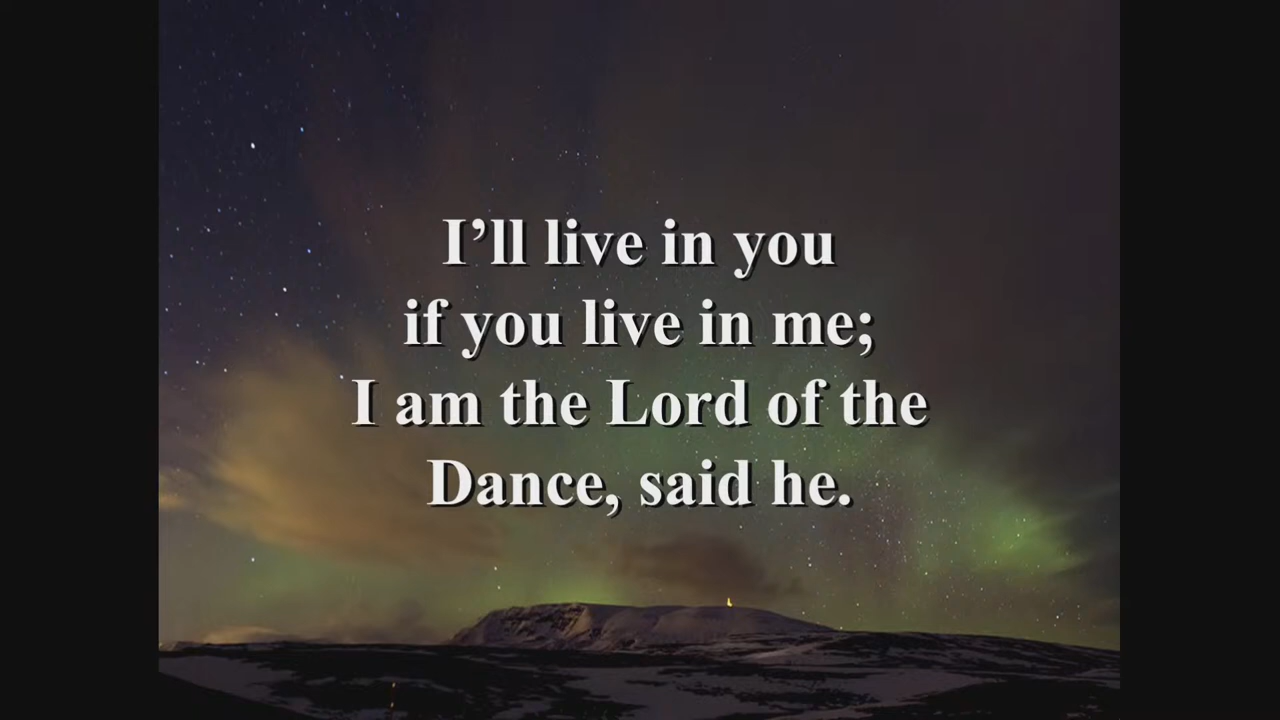 I’ll live in you
if you live in me;
I am the Lord of the
Dance, said he.